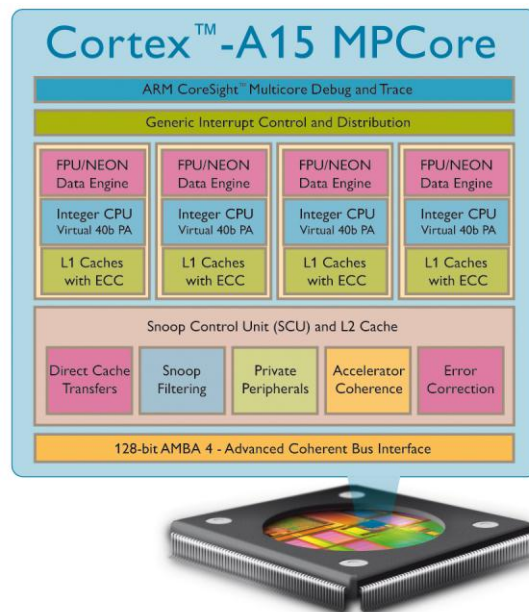 Cortex™-A15 MPCore
ARM CoreSight™ Multicore Debug and Trace
Generic Interrupt Control and Distribution
FPU/NEON
Data Engine
Integer CPU
Virtual 40b PA
L1 Caches
with ECC
FPU/NEON
Data Engine
Integer CPU
Virtual 40b PA
L1 Caches
with ECC
FPU/NEON
Data Engine
Integer CPU
Virtual 40b PA
L1 Caches
with ECC
FPU/NEON
Data Engine
Integer CPU
Virtual 40b PA
L1 Caches
with ECC
Snoop Control Unit (SCU) and L2 Cache
Direct Cache
Transfers
Snoop
Filtering
Private
Peripherals
Accelerator
Coherence
Error
Correction
128-bit AMBA 4 - Advanced Coherent Bus Interface